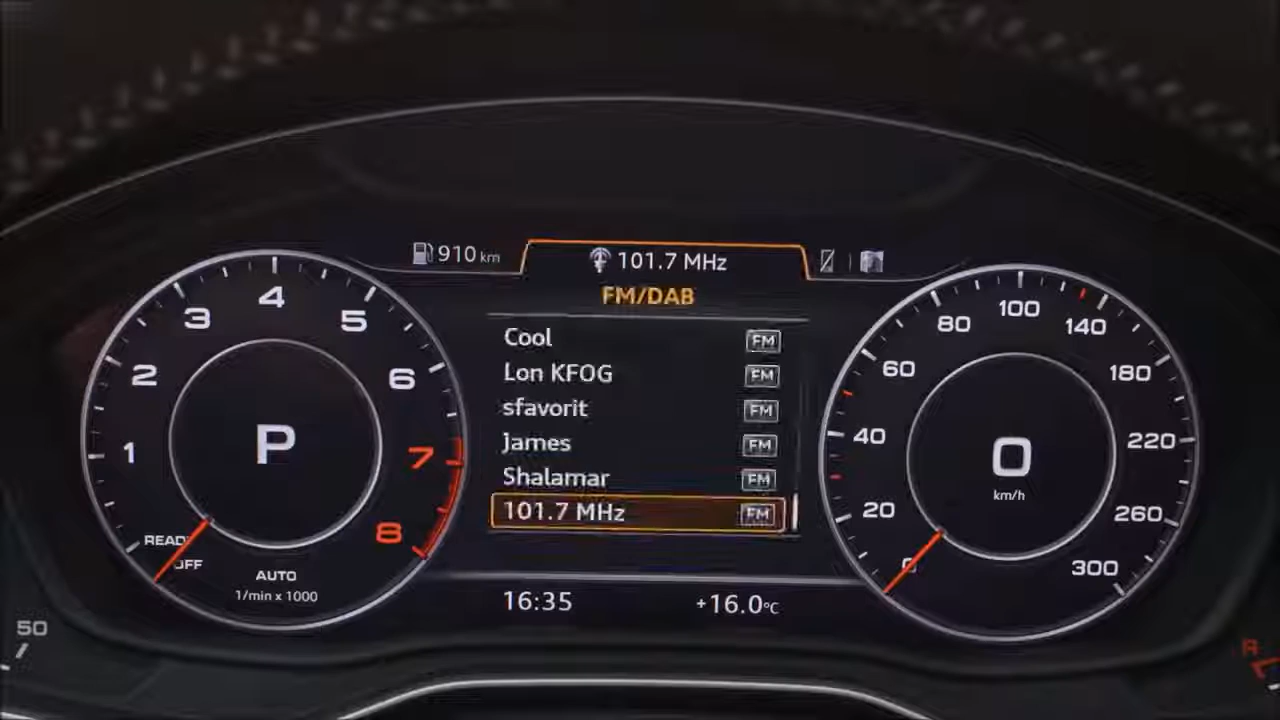 910 km
101.7 MHz
FM/DAB
Cool FM
Lon KFOG FM
sfavorit FM
James FM
Shalamar FM
101.7 MHz FM
16:35
+16.0°C
1
2
3
4
5
6
7
8
P
READY
OFF
AUTO
1/min x 1000
0
20
40
60
80
100
140
180
220
260
300
0
km/h
50
R